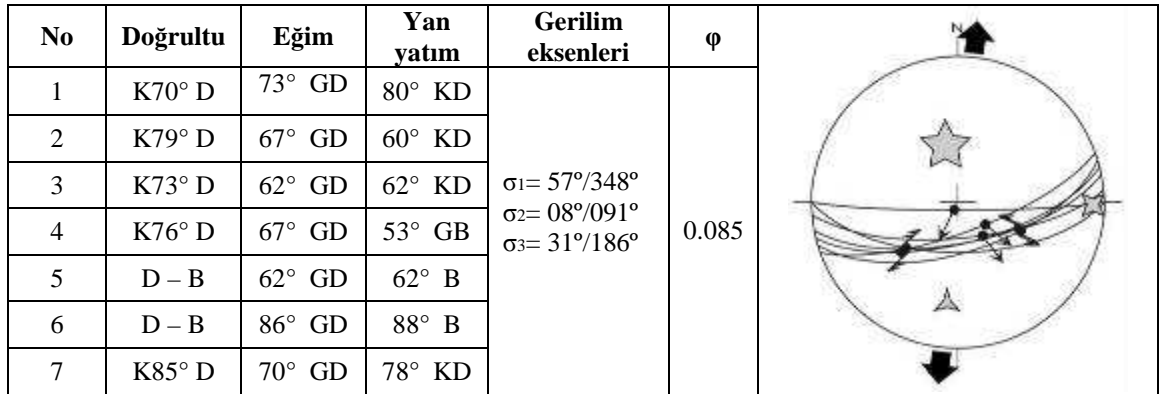 No Doğrultu Eğim Yan yatım Gerilim eksenleri φ
1 K70° D 73° GD 80° KD
2 K79° D 67° GD 60° KD
3 K73° D 62° GD 62° KD
4 K76° D 67° GD 53° GB
5 D – B 62° GD 62° B
6 D – B 86° GD 88° B
7 K85° D 70° GD 78° KD
σ1= 57º/348º
σ2= 08º/091º
σ3= 31º/186º
0.085
N